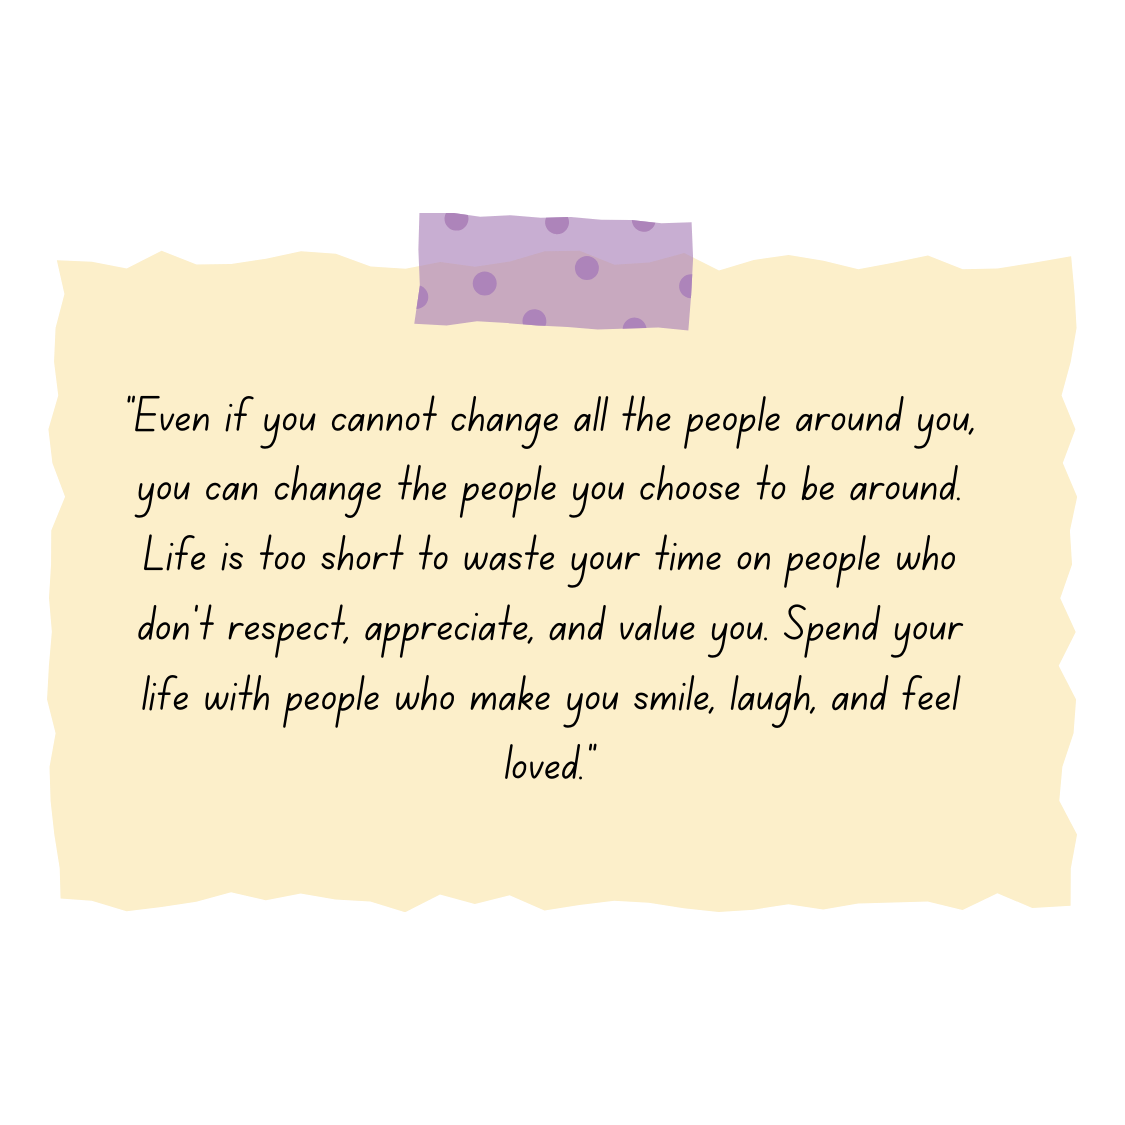 "Even if you cannot change all the people around you,
you can change the people you choose to be around.
Life is too short to waste your time on people who
don't respect, appreciate, and value you. Spend your
life with people who make you smile, laugh, and feel
loved."